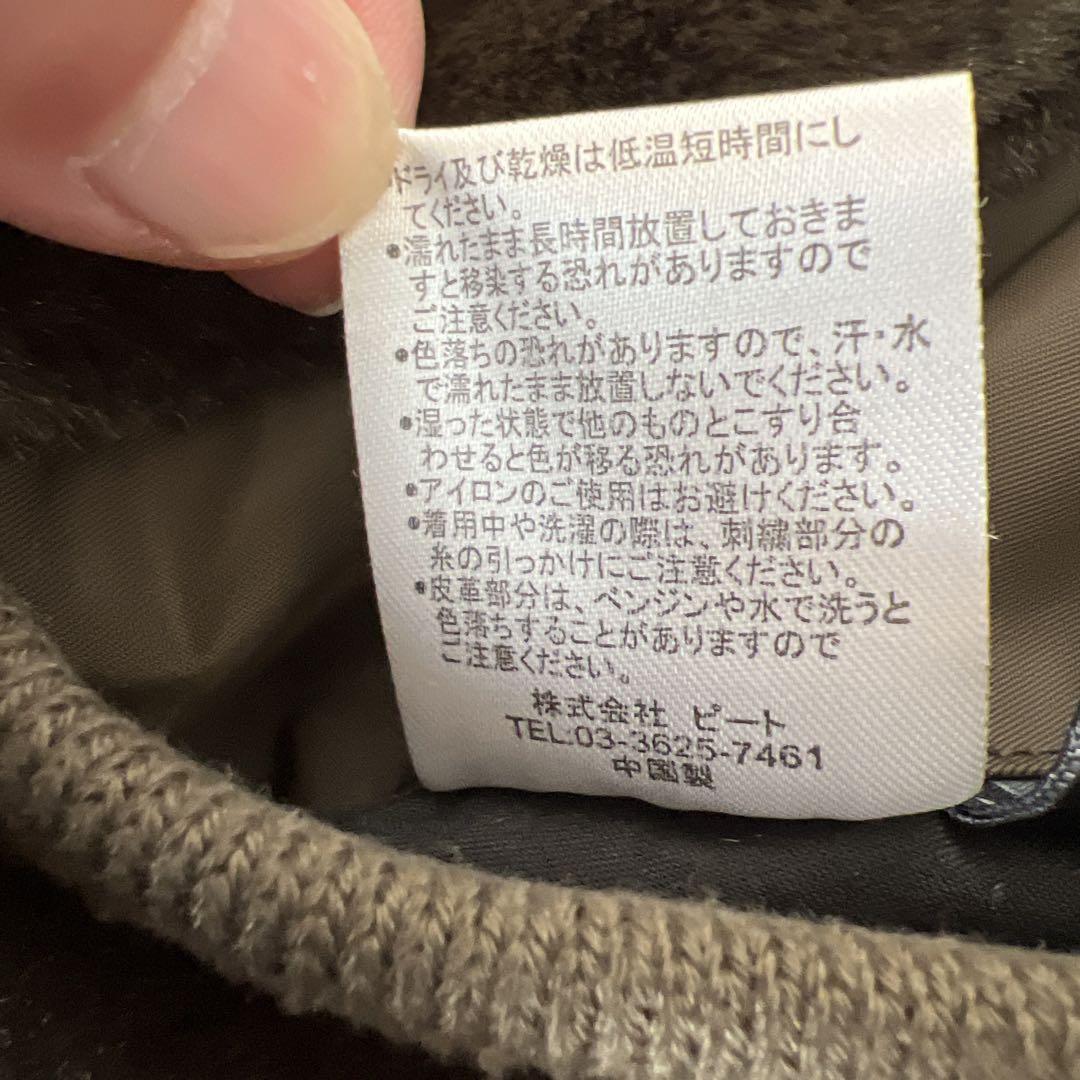 ・ドライ及び乾燥は低温短時間にし
てください。
・濡れたまま長時間放置しておきま
すと移染する恐れがありますので
ご注意ください。
・色落ちの恐れがありますので、汗・水
で濡れたまま放置しないでください。
・湿った状態で他のものとこすり合
わせると色が移る恐れがあります。
・アイロンのご使用はお避けください。
・着用中や洗濯の際は、刺繍部分の
糸の引っかけにご注意ください。
・皮革部分は、ベンジンや水で洗うと
色落ちすることがありますので
ご注意ください。
株式会社 ピート
TEL:03-3625-7461
中国製